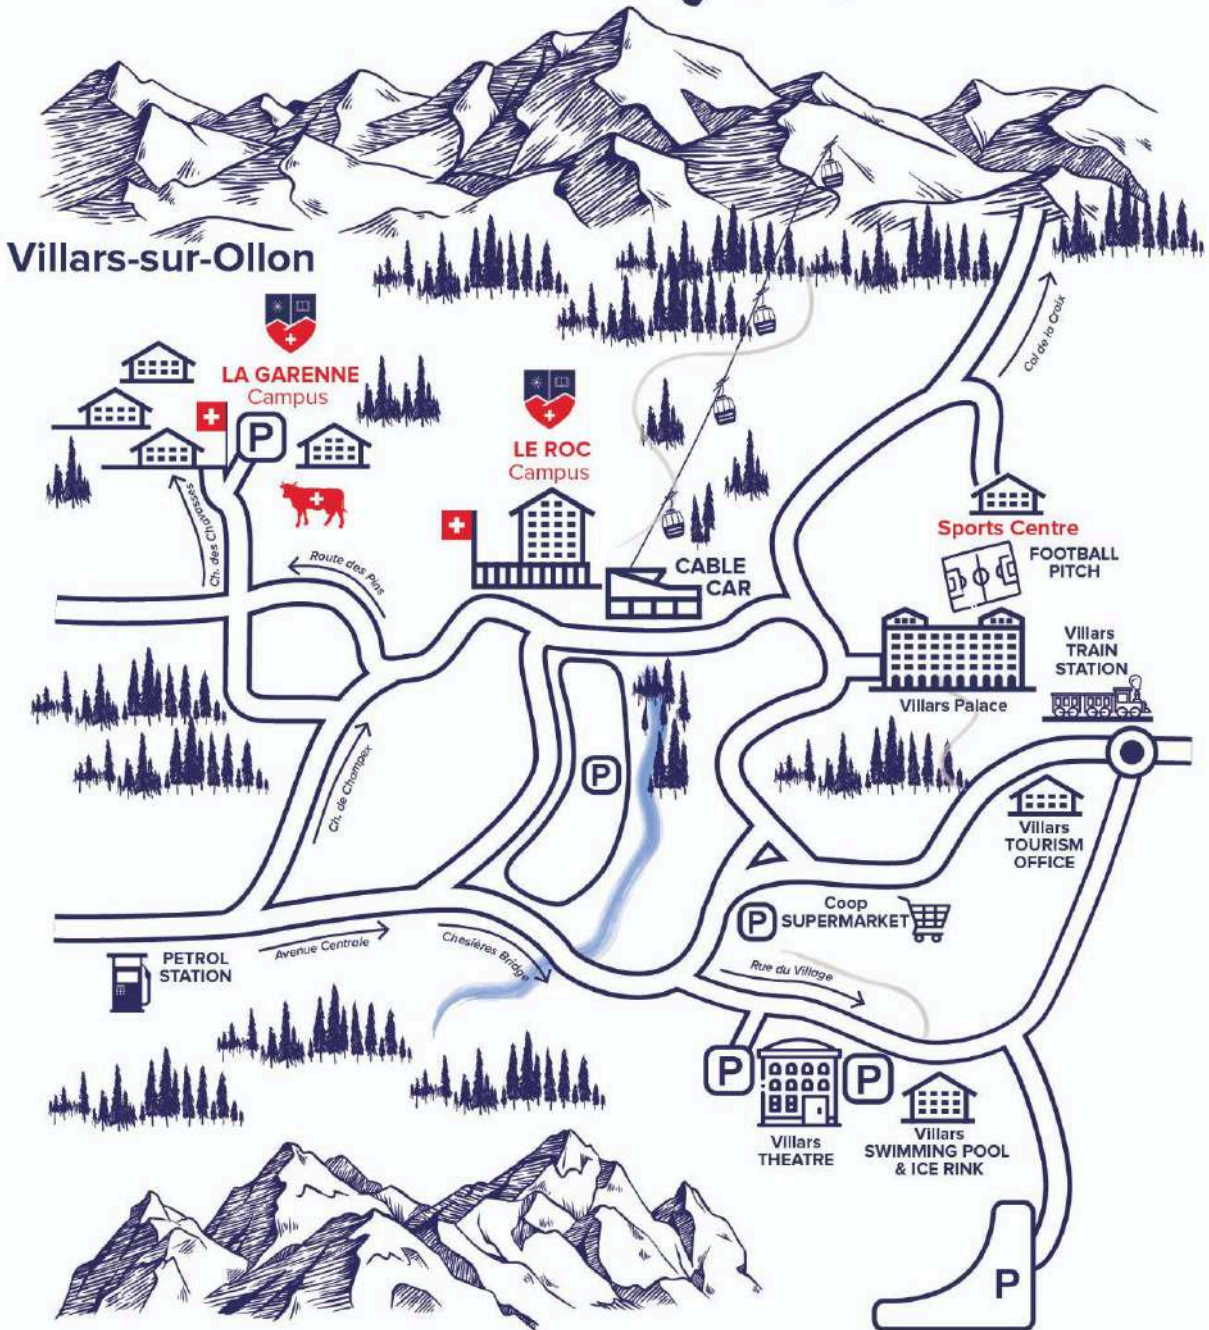 Villars-sur-Ollon
LA GARENNE
Campus
P
LE ROC
Campus
Col de la Croix
Ch. des Chavasses
Route des Pins
CABLE
CAR
Sports Centre
FOOTBALL
PITCH
Villars
TRAIN
STATION
Villars Palace
P
Ch. de Champex
Villars
TOURISM
OFFICE
Coop
SUPERMARKET
P
PETROL
STATION
Avenue Centrale
Chesières Bridge
Rue du Village
P
P
Villars
THEATRE
Villars
SWIMMING POOL
& ICE RINK
P